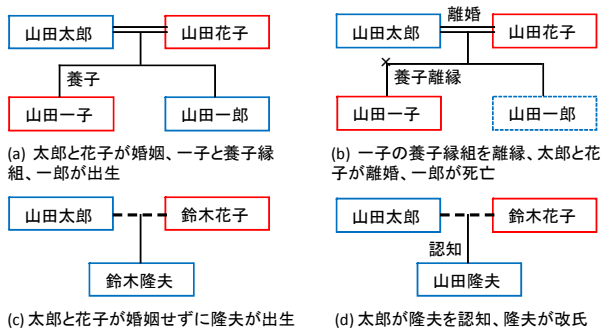 山田太郎
山田花子
養子
山田一子
山田一郎
(a) 太郎と花子が婚姻、一子と養子縁
組、一郎が出生
離婚
山田太郎
山田花子
×
養子離縁
山田一子
山田一郎
(b) 一子の養子縁組を離縁、太郎と花
子が離婚、一郎が死亡
山田太郎
鈴木花子
鈴木隆夫
(c) 太郎と花子が婚姻せずに隆夫が出生
山田太郎
鈴木花子
認知
山田隆夫
(d) 太郎が隆夫を認知、隆夫が改氏